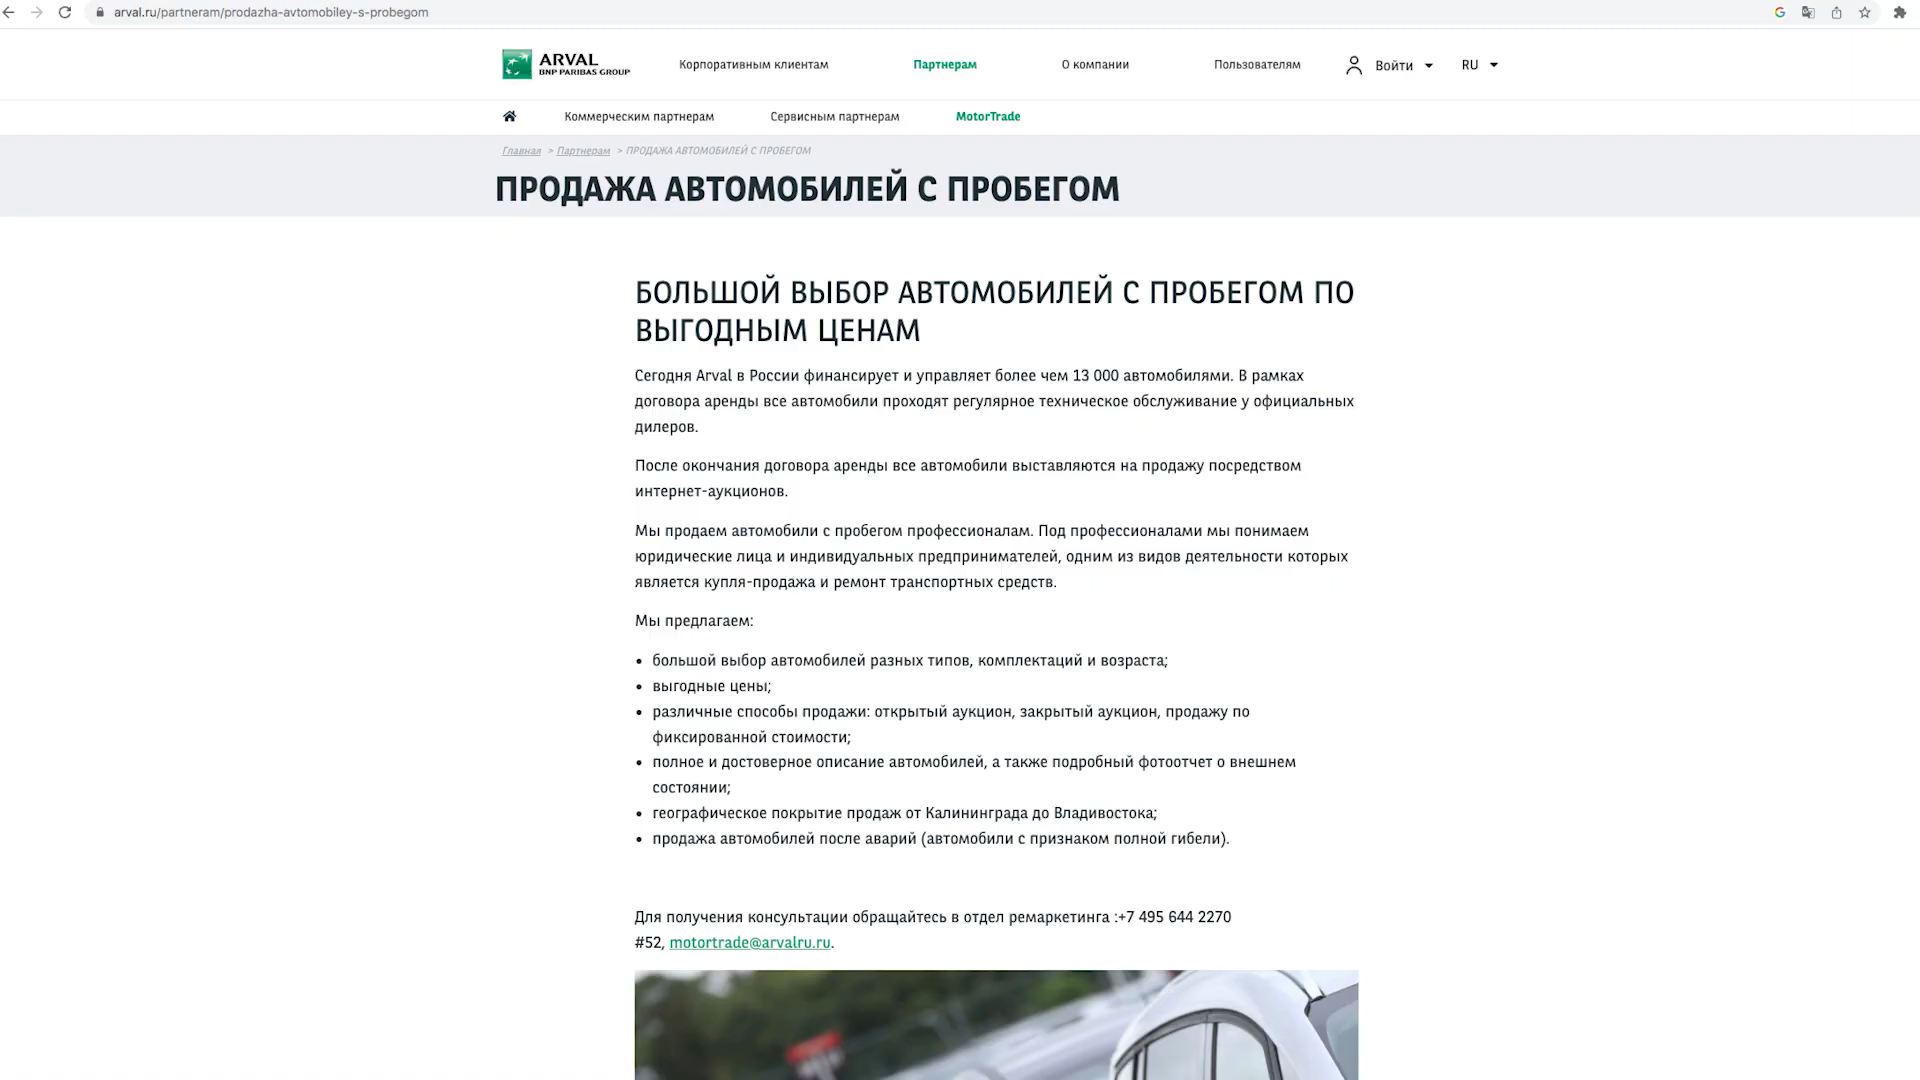 arval.ru/partneram/prodazha-avtomobiley-s-probegom
ARVAL
BNP PARIBAS GROUP
Корпоративным клиентам
Партнерам
О компании
Пользователям
Войти
RU
Коммерческим партнерам
Сервисным партнерам
MotorTrade
Главная > Партнерам > ПРОДАЖА АВТОМОБИЛЕЙ С ПРОБЕГОМ
ПРОДАЖА АВТОМОБИЛЕЙ С ПРОБЕГОМ
БОЛЬШОЙ ВЫБОР АВТОМОБИЛЕЙ С ПРОБЕГОМ ПО
ВЫГОДНЫМ ЦЕНАМ
Сегодня Arval в России финансирует и управляет более чем 13 000 автомобилями. В рамках
договора аренды все автомобили проходят регулярное техническое обслуживание у официальных
дилеров.
После окончания договора аренды все автомобили выставляются на продажу посредством
интернет-аукционов.
Мы продаем автомобили с пробегом профессионалам. Под профессионалами мы понимаем
юридические лица и индивидуальных предпринимателей, одним из видов деятельности которых
является купля-продажа и ремонт транспортных средств.
Мы предлагаем:
• большой выбор автомобилей разных типов, комплектаций и возраста;
• выгодные цены;
• различные способы продажи: открытый аукцион, закрытый аукцион, продажу по
фиксированной стоимости;
• полное и достоверное описание автомобилей, а также подробный фотоотчет о внешнем
состоянии;
• географическое покрытие продаж от Калининграда до Владивостока;
• продажа автомобилей после аварий (автомобили с признаком полной гибели).
Для получения консультации обращайтесь в отдел ремаркетинга :+7 495 644 2270
#52, motortrade@arvalru.ru.